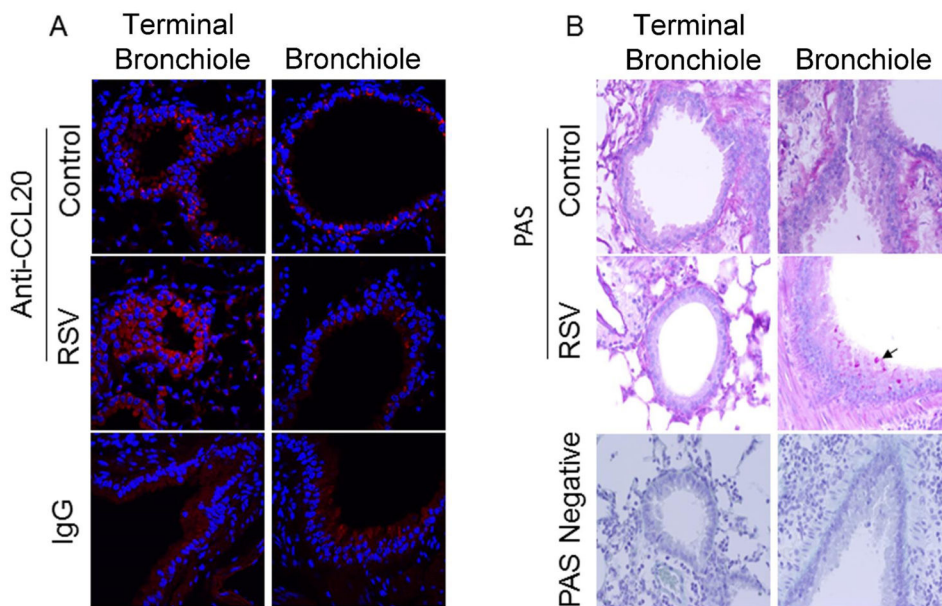 A
Terminal
Bronchiole
Bronchiole
Anti-CCL20
Control
RSV
IgG
B
Terminal
Bronchiole
Bronchiole
PAS
Control
RSV
PAS Negative